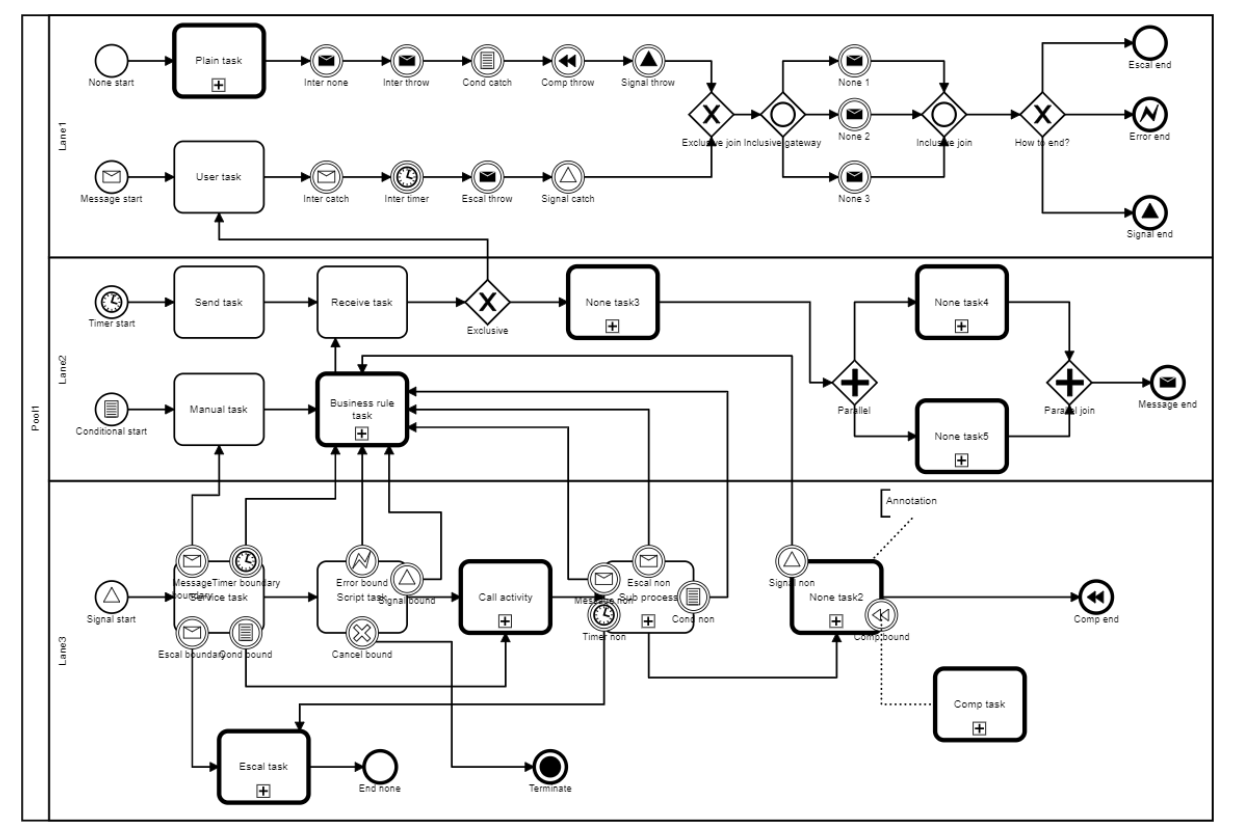 Pool1
Lane1
Plain task
None start
Inter none
Inter throw
Cond catch
Comp throw
Signal throw
None 1
Escal end
Exclusive join
Inclusive gateway
None 2
Inclusive join
How to end?
Error end
User task
Message start
Inter catch
Inter timer
Escal throw
Signal catch
None 3
Signal end
Lane2
Send task
Receive task
None task3
None task4
Timer start
Exclusive
Manual task
Business rule
task
Parallel
Parallel join
Message end
Conditional start
None task5
Lane3
Annotation
Message
boundary
Timer boundary
Error bound
Escal non
Signal non
Service task
Script task
Signal bound
Call activity
Message non
Sub process
None task2
Signal start
Cond non
Comp end
Timer non
Comp bound
Escal boundary
Cond bound
Cancel bound
Comp task
Escal task
End none
Terminate